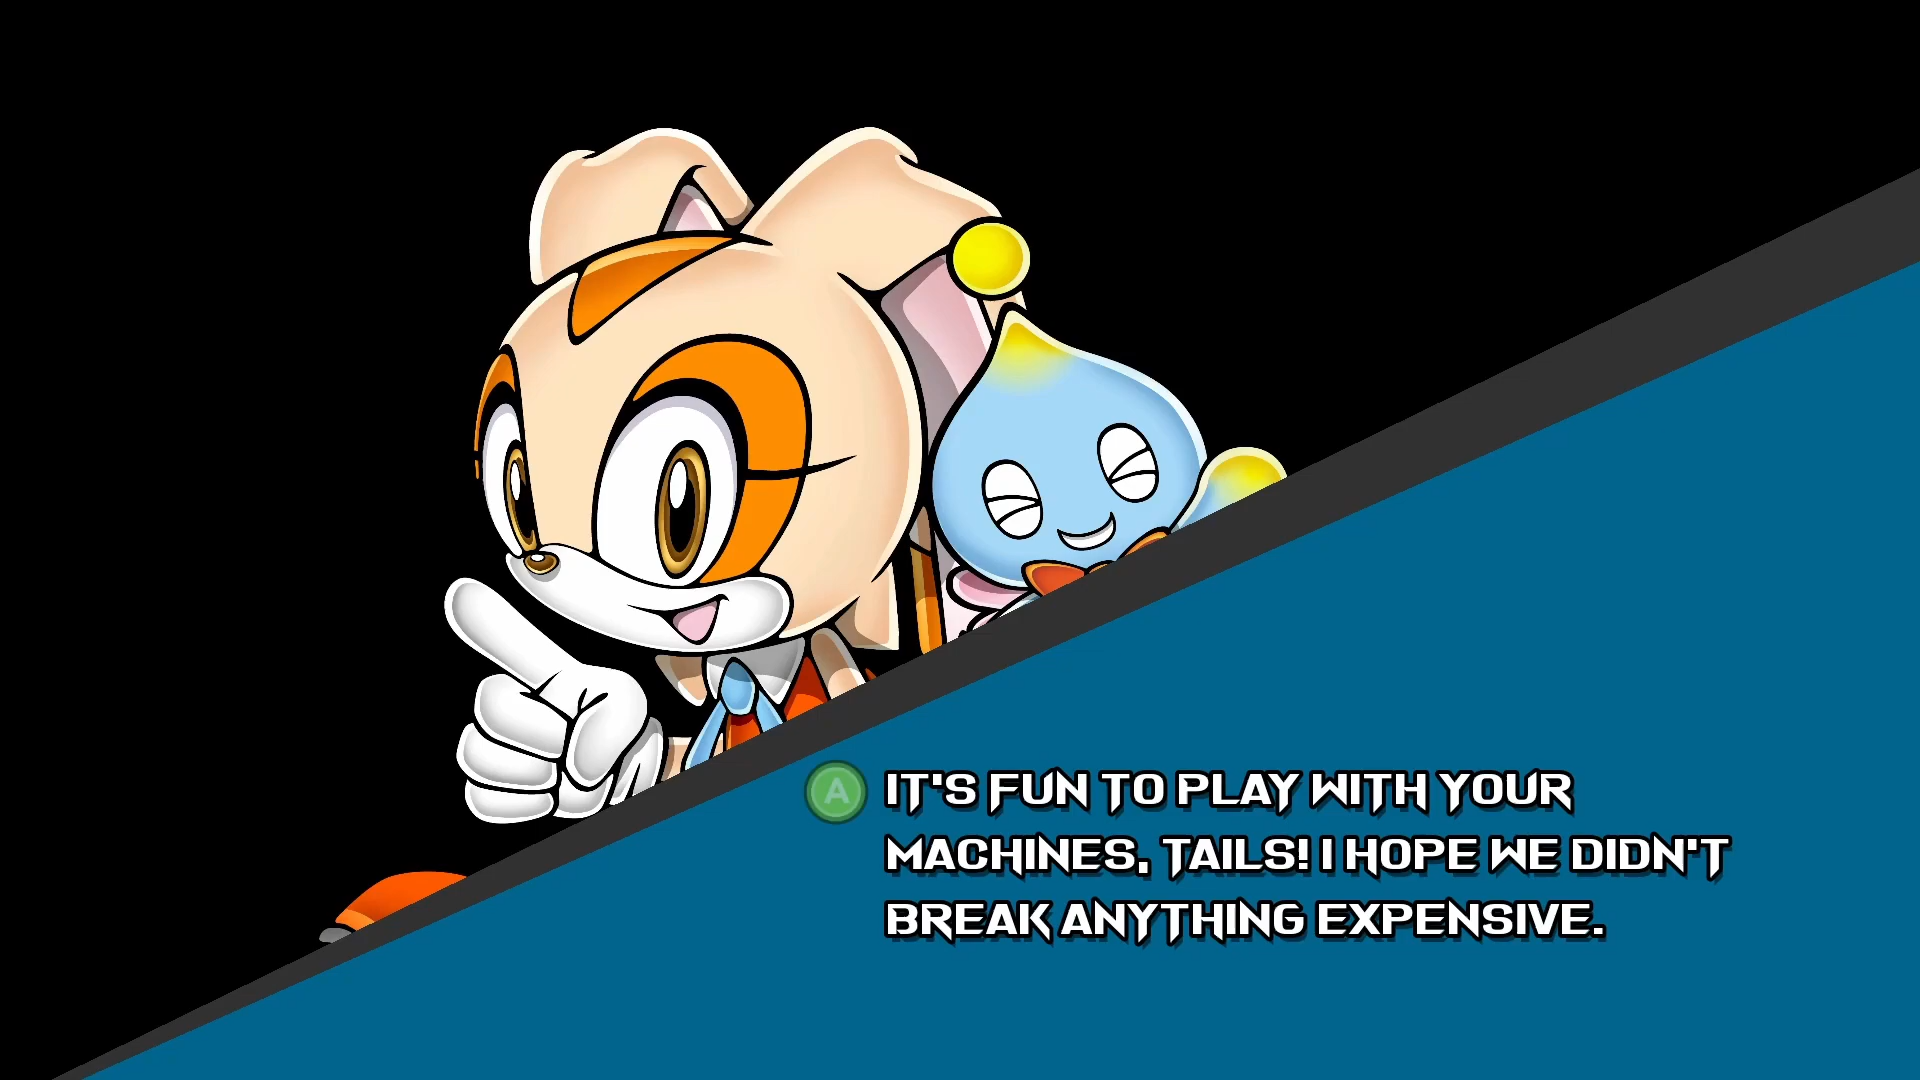 A
IT'S FUN TO PLAY WITH YOUR
MACHINES, TAILS! I HOPE WE DIDN'T
BREAK ANYTHING EXPENSIVE.